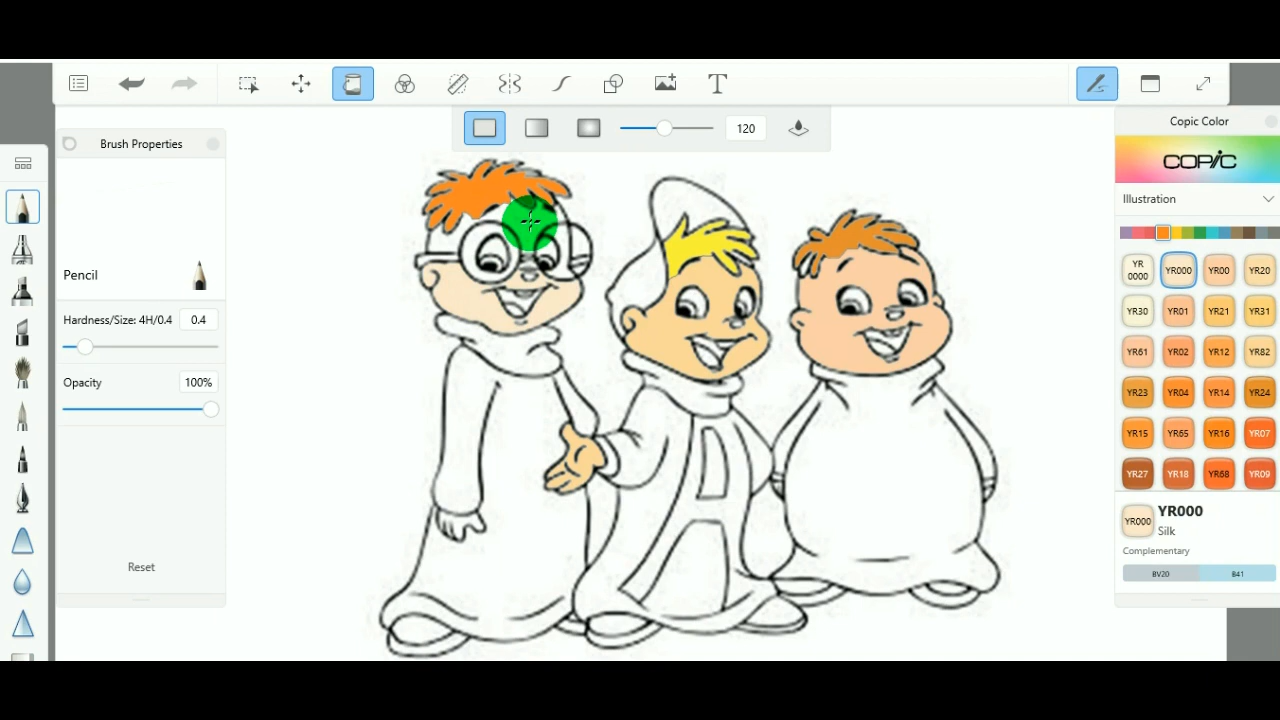 T
120
Brush Properties
Pencil
Hardness/Size: 4H/0.4
0.4
Opacity
100%
Reset
Copic Color
COPIC
Illustration
YR 0000
YR000
YR00
YR20
YR30
YR01
YR21
YR31
YR61
YR02
YR12
YR82
YR23
YR04
YR14
YR24
YR15
YR65
YR16
YR07
YR27
YR18
YR68
YR09
YR000
YR000
Silk
Complementary
BV20
B41
A